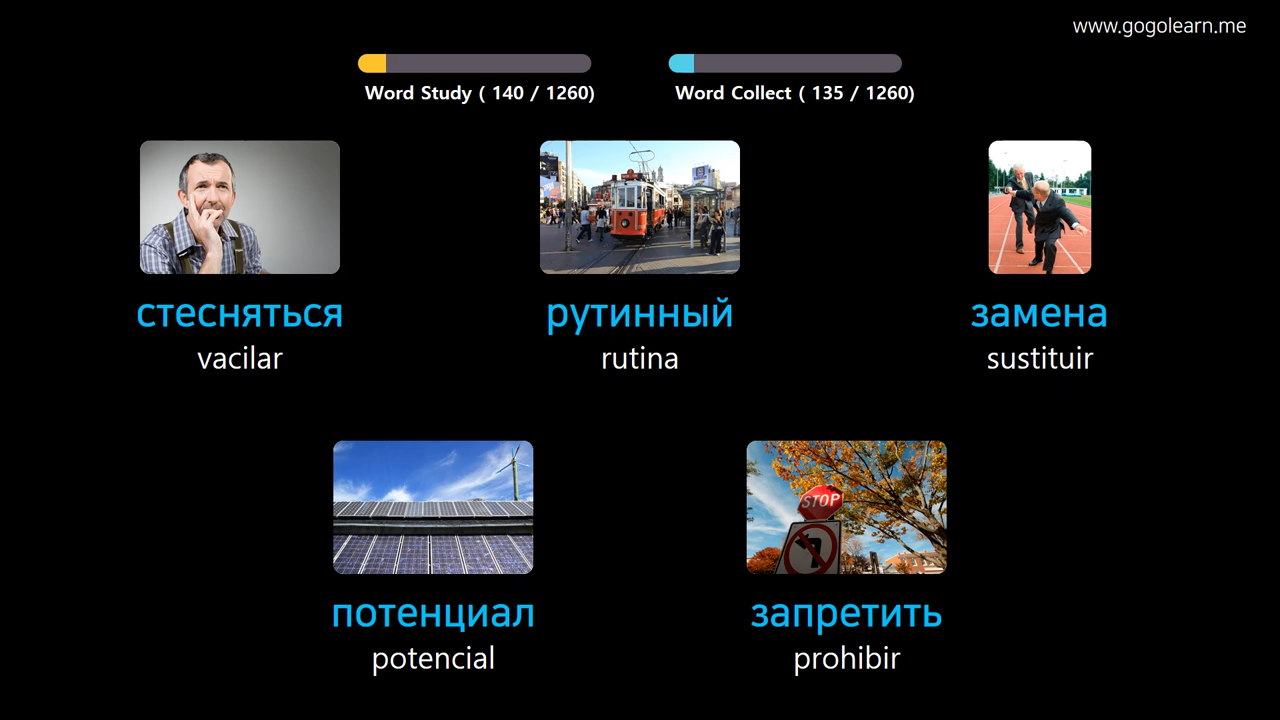 www.gogolearn.me
Word Study ( 140 / 1260)
Word Collect ( 135 / 1260)
стесняться
vacilar
рутинный
rutina
замена
sustituir
STOP
потенциал
potencial
запретить
prohibir